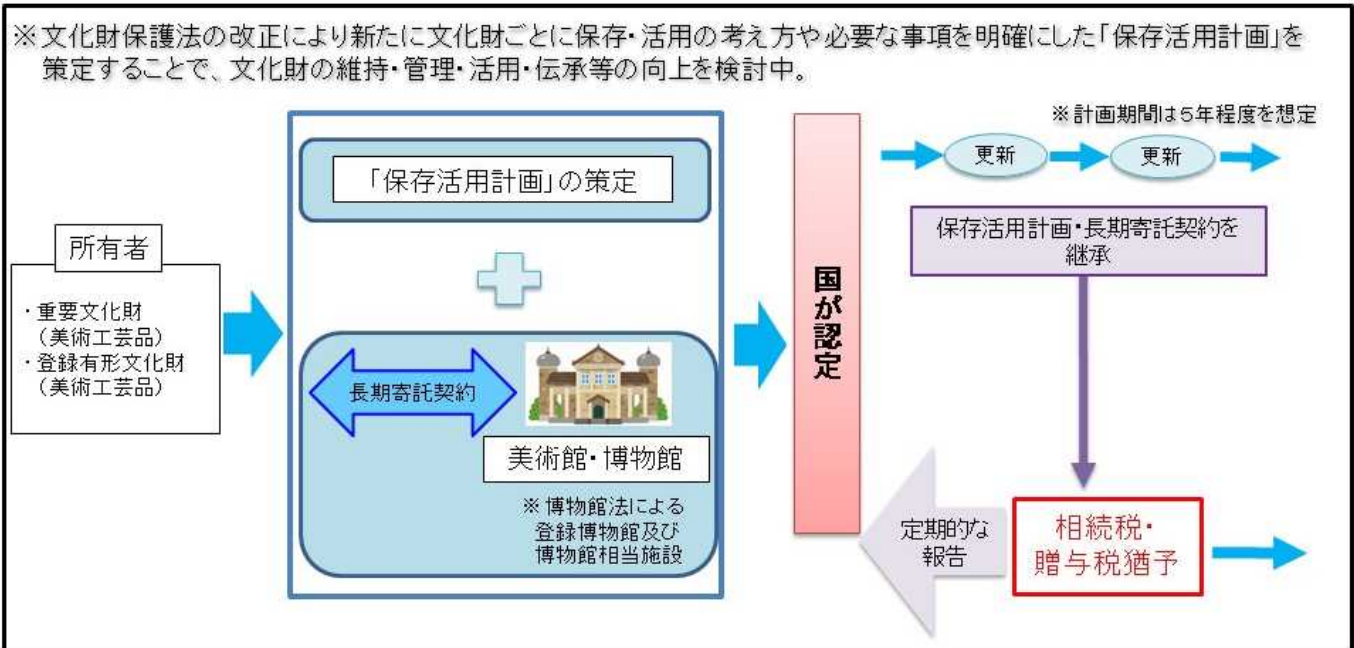 ※文化財保護法の改正により新たに文化財ごとに保存・活用の考え方や必要な事項を明確にした「保存活用計画」を
策定することで、文化財の維持・管理・活用・伝承等の向上を検討中。
※計画期間は5年程度を想定
更新
更新
「保存活用計画」の策定
保存活用計画・長期寄託契約を
継承
所有者
・重要文化財
（美術工芸品）
・登録有形文化財
（美術工芸品）
国が認定
長期寄託契約
美術館・博物館
※博物館法による
登録博物館及び
博物館相当施設
定期的な
報告
相続税・
贈与税猶予